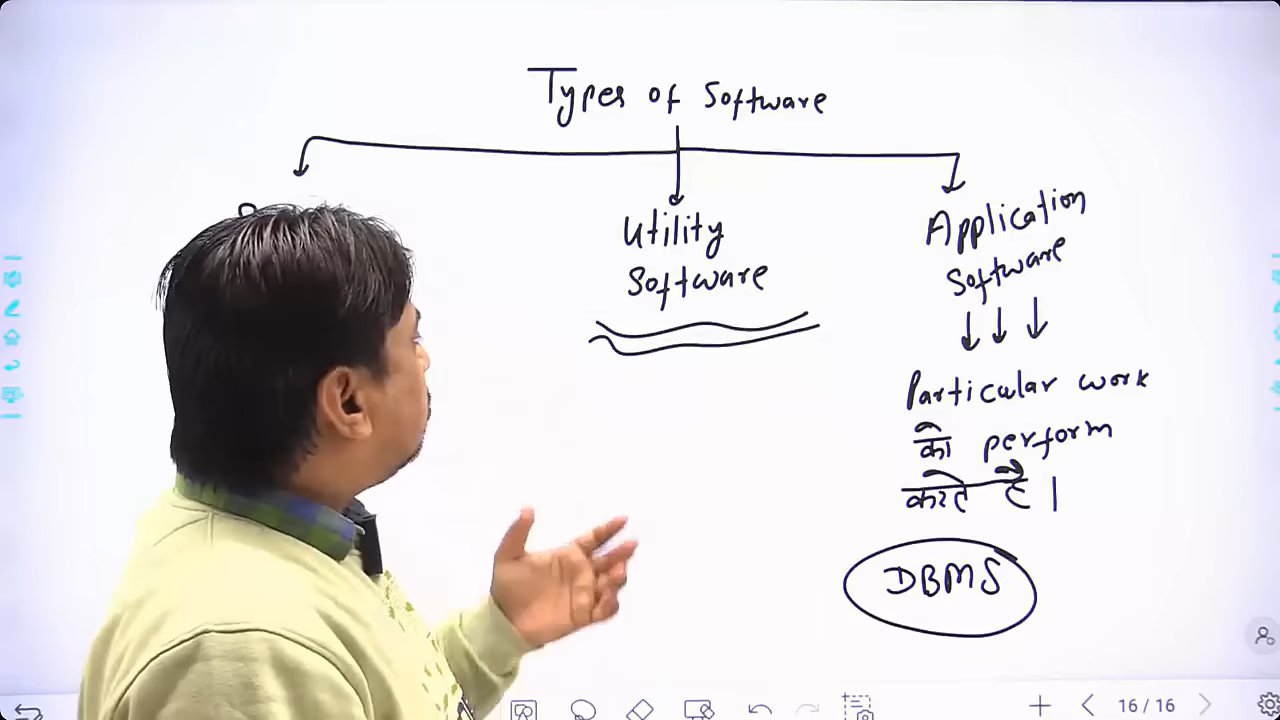 Types of Software
Utility
Software
Application
Software
Particular work
को perform
करते है ।
DBMS
16 / 16